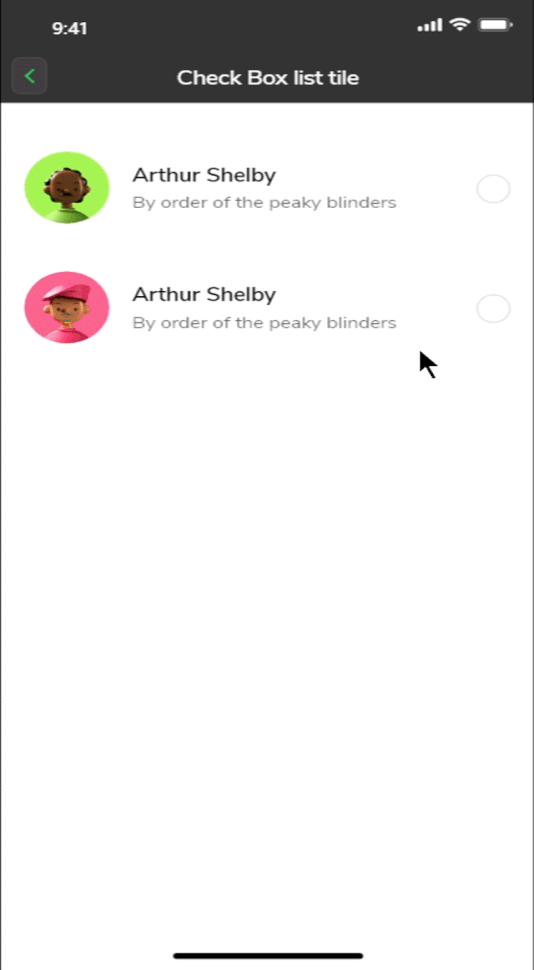 9:41
Check Box list tile
Arthur Shelby
By order of the peaky blinders
Arthur Shelby
By order of the peaky blinders